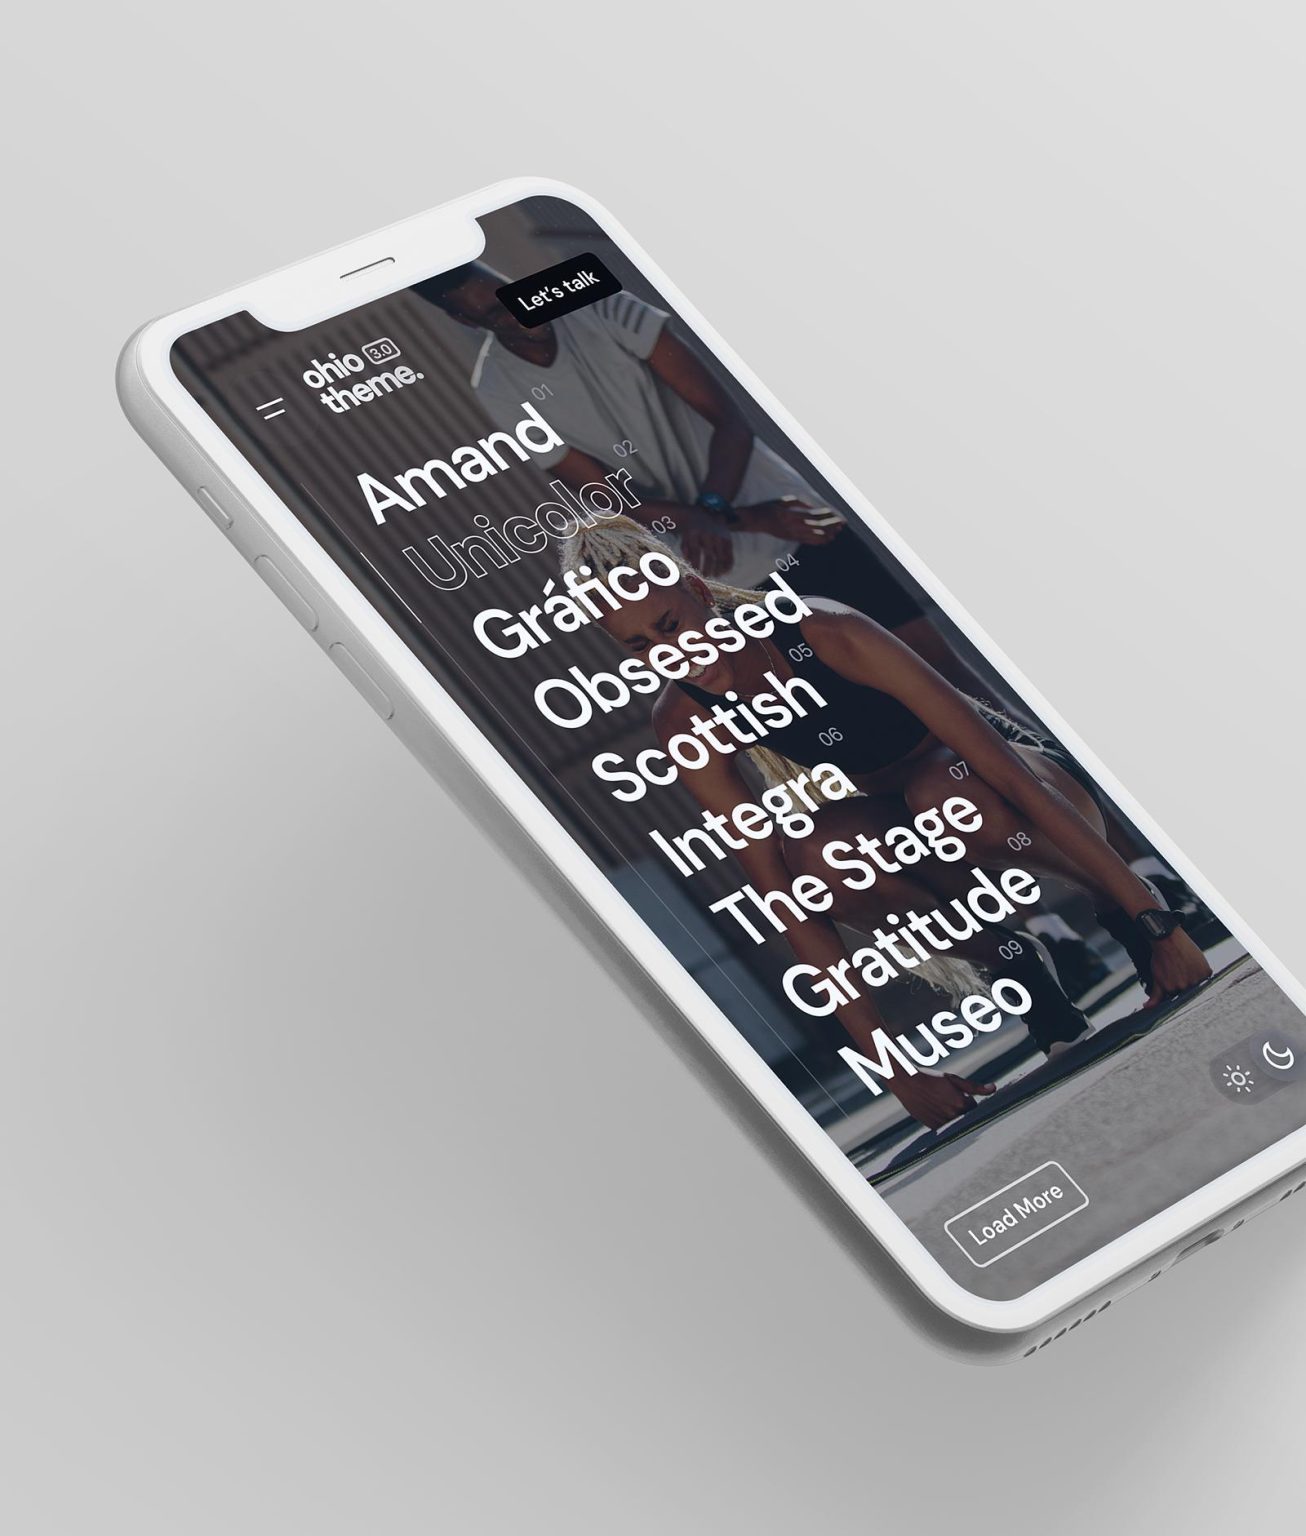 Let's talk
ohio 3.0
theme.
01
Amand
02
Unicolor
03
Gráfico
04
Obsessed
05
Scottish
06
Integra
07
The Stage
08
Gratitude
09
Museo
Load More